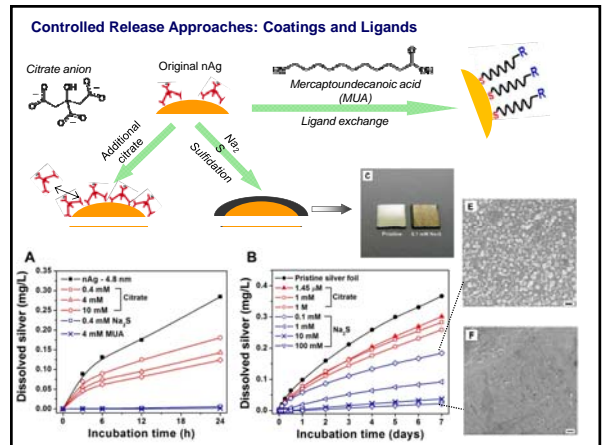 Controlled Release Approaches: Coatings and Ligands
Citrate anion
Original nAg
Mercaptoundecanoic acid
(MUA)
Ligand exchange
OH
S
R
S
R
S
R
Additional
citrate
Na2
S
Sulfidation
C
Pristine
0.1 mM Na2S
A
Dissolved silver (mg/L)
0.35
0.30
0.25
0.20
0.15
0.10
0.05
0.00
nAg - 4.8 nm
0.4 mM
4 mM
10 mM
Citrate
0.4 mM Na2S
4 mM MUA
0 6 12 18 24
Incubation time (h)
B
Dissolved silver (mg/L)
0.6
0.4
0.2
0.0
Pristine silver foil
1.45 µM
1 mM
1 M
Citrate
0.1 mM
1 mM
10 mM
100 mM
Na2S
0 1 2 3 4 5 6 7
Incubation time (days)
E
F